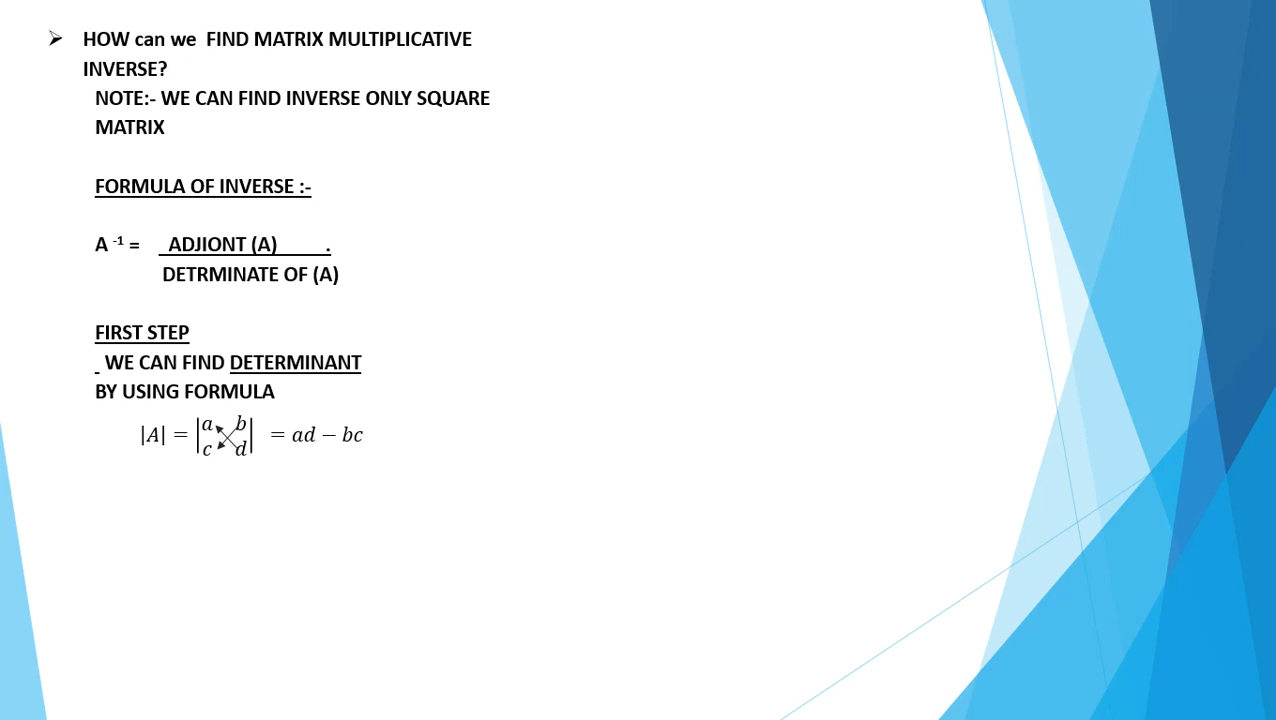 ➢ HOW can we FIND MATRIX MULTIPLICATIVE
INVERSE?
NOTE:- WE CAN FIND INVERSE ONLY SQUARE
MATRIX
FORMULA OF INVERSE :-
A -1 = ADJIONT (A) .
DETRMINATE OF (A)
FIRST STEP
WE CAN FIND DETERMINANT
BY USING FORMULA
|A| = |a b
c d| = ad − bc